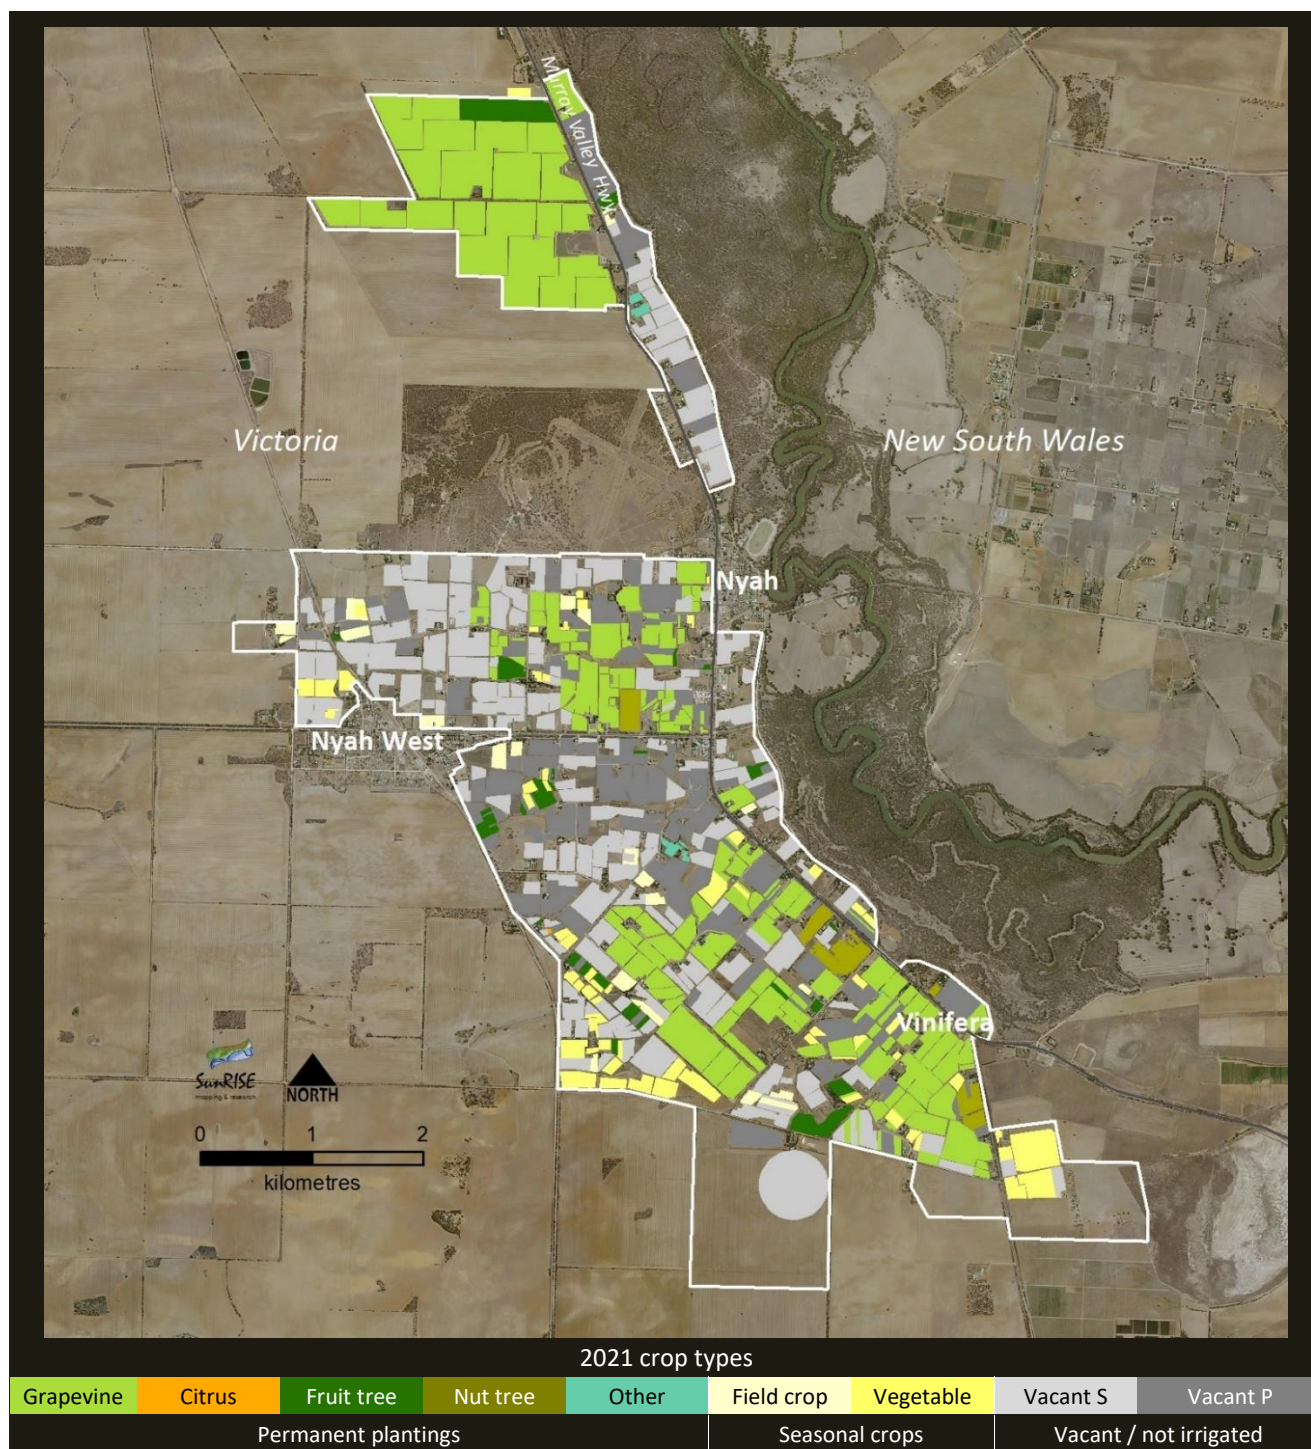 Murray Valley Hwy
Victoria
New South Wales
Nyah
Nyah West
Vinifera
SunRISE
mapping & research
NORTH
0 1 2
kilometres
2021 crop types
Grapevine Citrus Fruit tree Nut tree Other Field crop Vegetable Vacant S Vacant P
Permanent plantings Seasonal crops Vacant / not irrigated